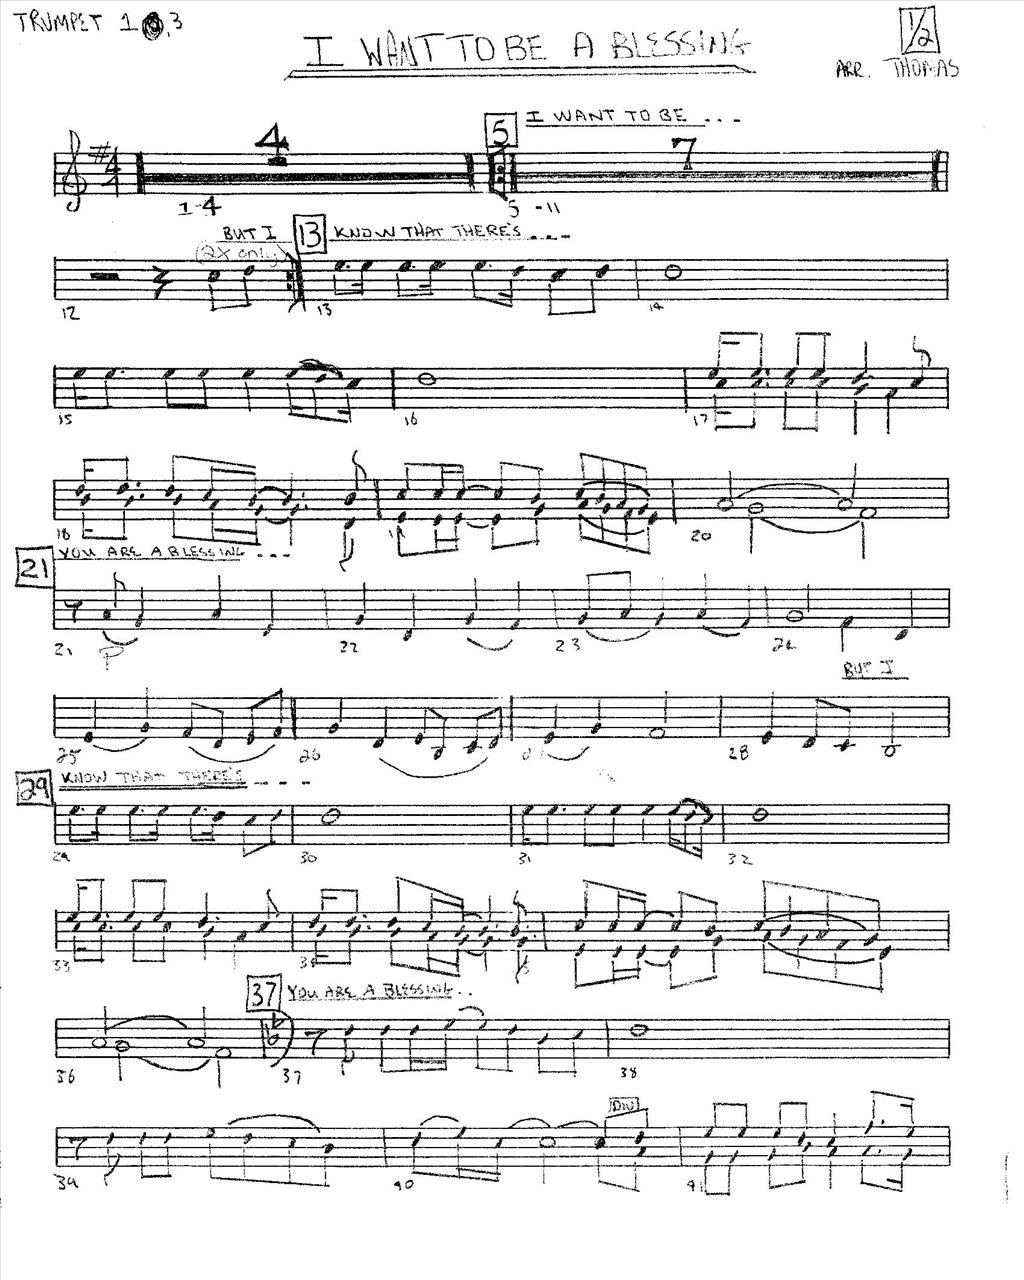 TRUMPET 1 , 3
I WANT TO BE A BLESSING
1/2
ARR. THOMAS
5 I WANT TO BE ...
4 7
1-4 5 -11
BUT I 13 KNOW THAT THERE'S ...
(2X only)
12 13 14
15 16 17
18 19 20
21 YOU ARE A BLESSING ...
21 22 23 24
P
BUT I
25 26 27 28
29 KNOW THAT THERE'S ...
29 30 31 32
33 34
37 YOU ARE A BLESSING ..
36 37 38
DIV
39 40 41